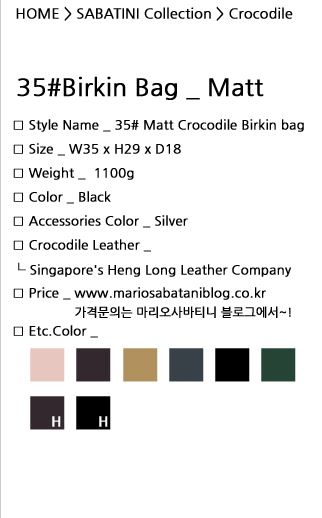 HOME > SABATINI Collection > Crocodile
35#Birkin Bag _ Matt
□ Style Name _ 35# Matt Crocodile Birkin bag
□ Size _ W35 x H29 x D18
□ Weight _ 1100g
□ Color _ Black
□ Accessories Color _ Silver
□ Crocodile Leather _
└ Singapore's Heng Long Leather Company
□ Price _ www.mariosabataniblog.co.kr
가격문의는 마리오사바티니 블로그에서~!
□ Etc.Color _
H H